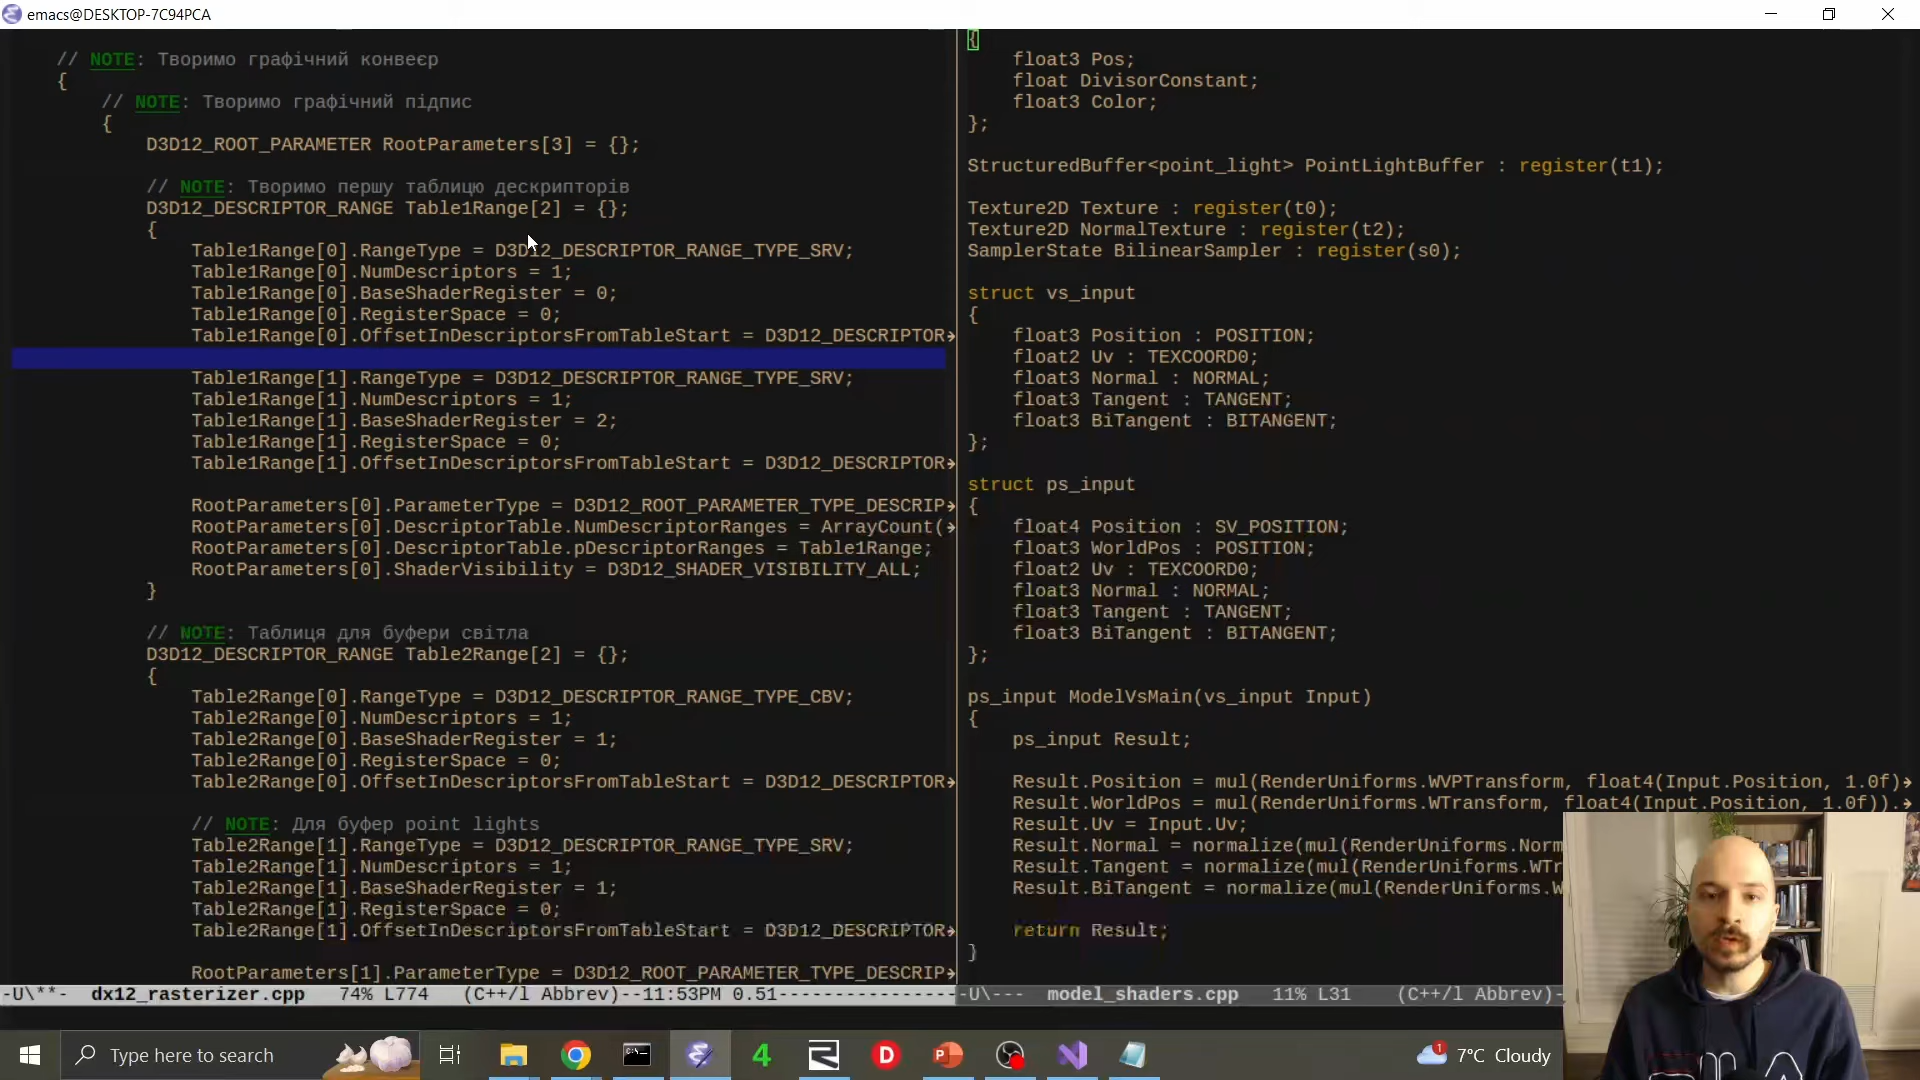 emacs@DESKTOP-7C94PCA
// NOTE: Творимо графічний конвеєр
{
// NOTE: Творимо графічний підпис
{
D3D12_ROOT_PARAMETER RootParameters[3] = {};
// NOTE: Творимо першу таблицю дескрипторів
D3D12_DESCRIPTOR_RANGE Table1Range[2] = {};
{
Table1Range[0].RangeType = D3D12_DESCRIPTOR_RANGE_TYPE_SRV;
Table1Range[0].NumDescriptors = 1;
Table1Range[0].BaseShaderRegister = 0;
Table1Range[0].RegisterSpace = 0;
Table1Range[0].OffsetInDescriptorsFromTableStart = D3D12_DESCRIPTOR
Table1Range[1].RangeType = D3D12_DESCRIPTOR_RANGE_TYPE_SRV;
Table1Range[1].NumDescriptors = 1;
Table1Range[1].BaseShaderRegister = 2;
Table1Range[1].RegisterSpace = 0;
Table1Range[1].OffsetInDescriptorsFromTableStart = D3D12_DESCRIPTOR
RootParameters[0].ParameterType = D3D12_ROOT_PARAMETER_TYPE_DESCRIP
RootParameters[0].DescriptorTable.NumDescriptorRanges = ArrayCount(
RootParameters[0].DescriptorTable.pDescriptorRanges = Table1Range;
RootParameters[0].ShaderVisibility = D3D12_SHADER_VISIBILITY_ALL;
}
// NOTE: Таблиця для буфери світла
D3D12_DESCRIPTOR_RANGE Table2Range[2] = {};
{
Table2Range[0].RangeType = D3D12_DESCRIPTOR_RANGE_TYPE_CBV;
Table2Range[0].NumDescriptors = 1;
Table2Range[0].BaseShaderRegister = 1;
Table2Range[0].RegisterSpace = 0;
Table2Range[0].OffsetInDescriptorsFromTableStart = D3D12_DESCRIPTOR
// NOTE: Для буфер point lights
Table2Range[1].RangeType = D3D12_DESCRIPTOR_RANGE_TYPE_SRV;
Table2Range[1].NumDescriptors = 1;
Table2Range[1].BaseShaderRegister = 1;
Table2Range[1].RegisterSpace = 0;
Table2Range[1].OffsetInDescriptorsFromTableStart = D3D12_DESCRIPTOR
RootParameters[1].ParameterType = D3D12_ROOT_PARAMETER_TYPE_DESCRIP
-U\**- dx12_rasterizer.cpp 74% L774 (C++/l Abbrev)--11:53PM 0.51----------------
{
float3 Pos;
float DivisorConstant;
float3 Color;
};
StructuredBuffer<point_light> PointLightBuffer : register(t1);
Texture2D Texture : register(t0);
Texture2D NormalTexture : register(t2);
SamplerState BilinearSampler : register(s0);
struct vs_input
{
float3 Position : POSITION;
float2 Uv : TEXCOORD0;
float3 Normal : NORMAL;
float3 Tangent : TANGENT;
float3 BiTangent : BITANGENT;
};
struct ps_input
{
float4 Position : SV_POSITION;
float3 WorldPos : POSITION;
float2 Uv : TEXCOORD0;
float3 Normal : NORMAL;
float3 Tangent : TANGENT;
float3 BiTangent : BITANGENT;
};
ps_input ModelVsMain(vs_input Input)
{
ps_input Result;
Result.Position = mul(RenderUniforms.WVPTransform, float4(Input.Position, 1.0f)
Result.WorldPos = mul(RenderUniforms.WTransform, float4(Input.Position, 1.0f)).
Result.Uv = Input.Uv;
Result.Normal = normalize(mul(RenderUniforms.Norm
Result.Tangent = normalize(mul(RenderUniforms.WTr
Result.BiTangent = normalize(mul(RenderUniforms.W
return Result;
}
-U\--- model_shaders.cpp 11% L31 (C++/l Abbrev)-
Type here to search
4
D
P
1
7°C Cloudy